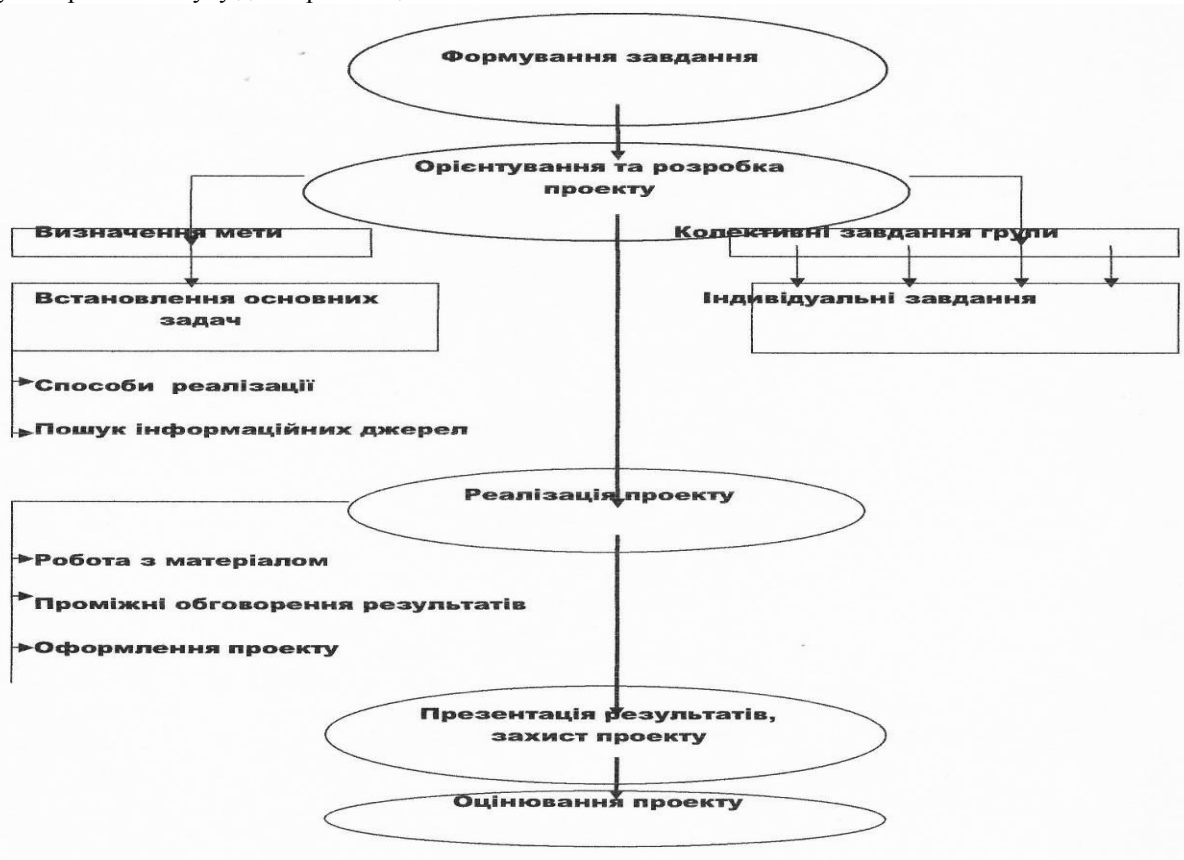 Формування завдання
Орієнтування та розробка
проекту
Визначення мети
Колективні завдання групи
Встановлення основних
задач
Індивідуальні завдання
Способи реалізації
Пошук інформаційних джерел
Реалізація проекту
Робота з матеріалом
Проміжні обговорення результатів
Оформлення проекту
Презентація результатів,
захист проекту
Оцінювання проекту